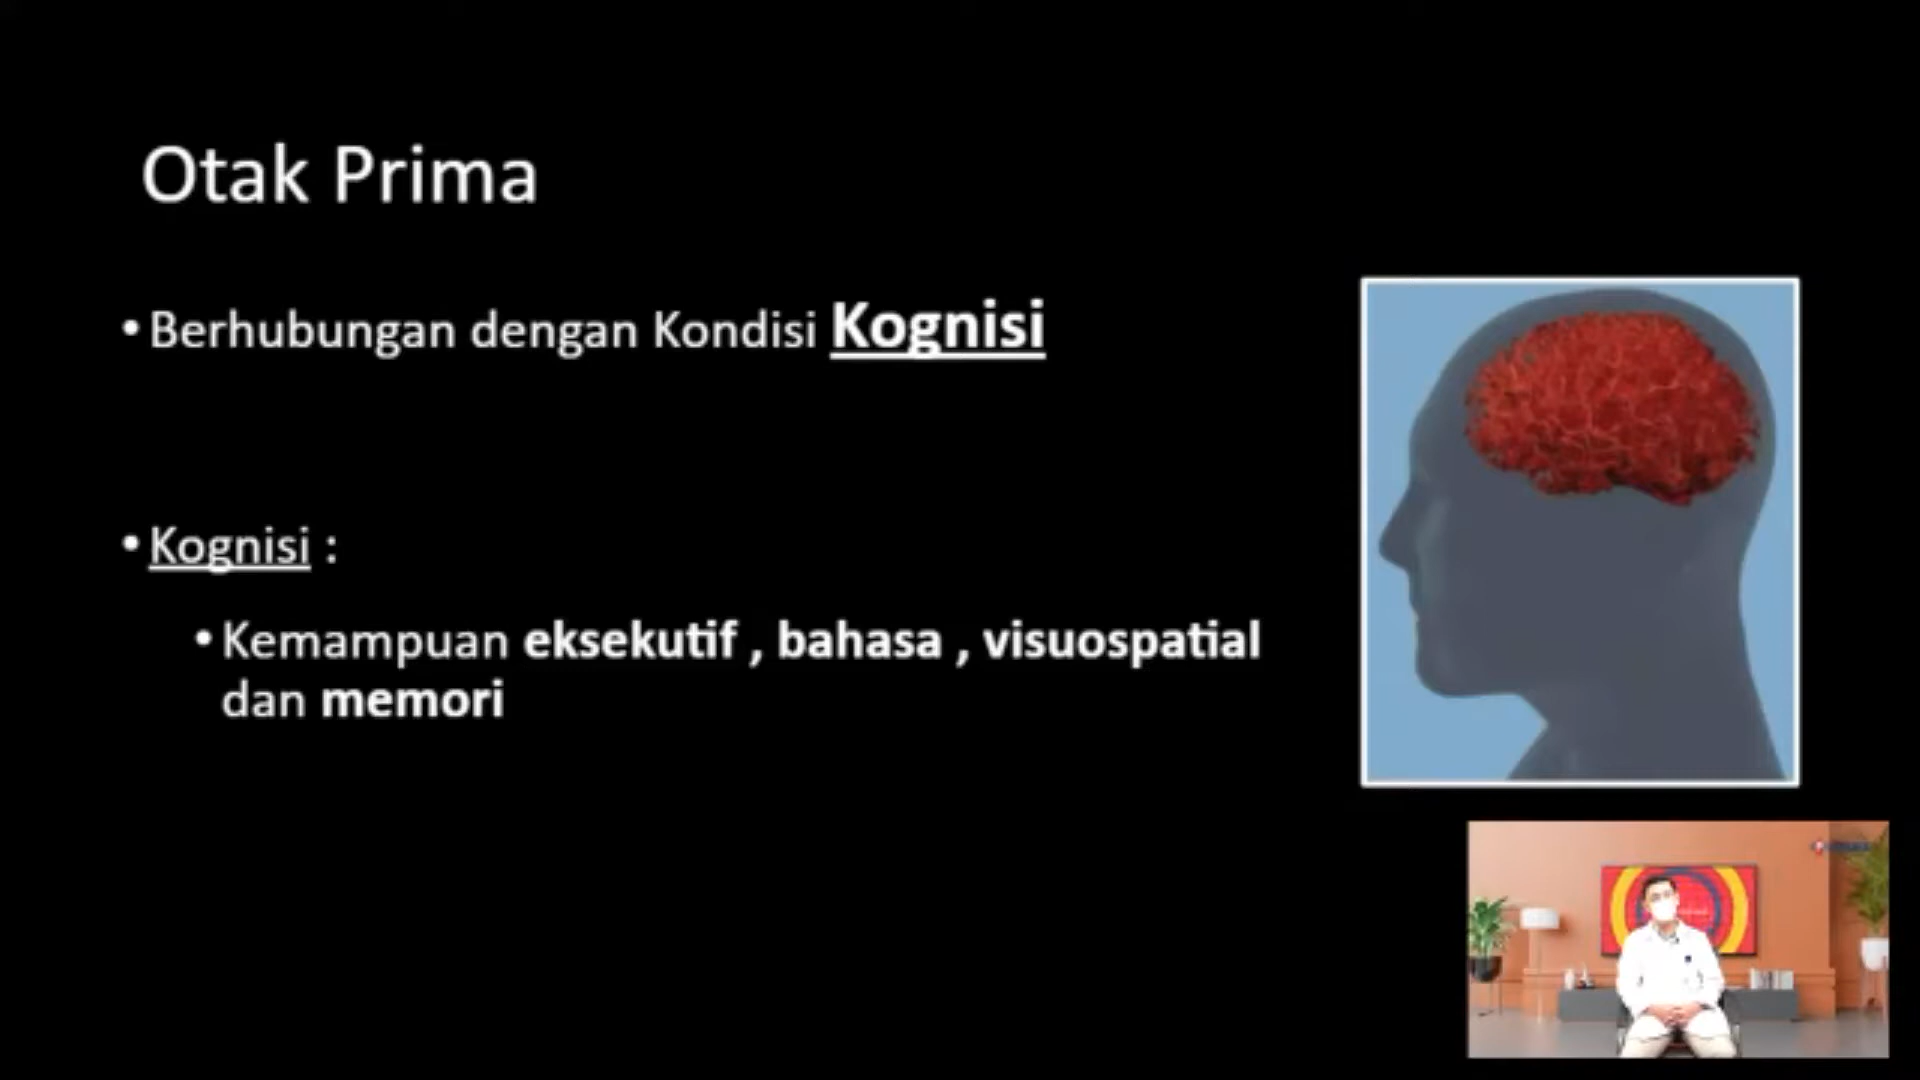 Otak Prima
• Berhubungan dengan Kondisi Kognisi
• Kognisi :
• Kemampuan eksekutif , bahasa , visuospatial
dan memori